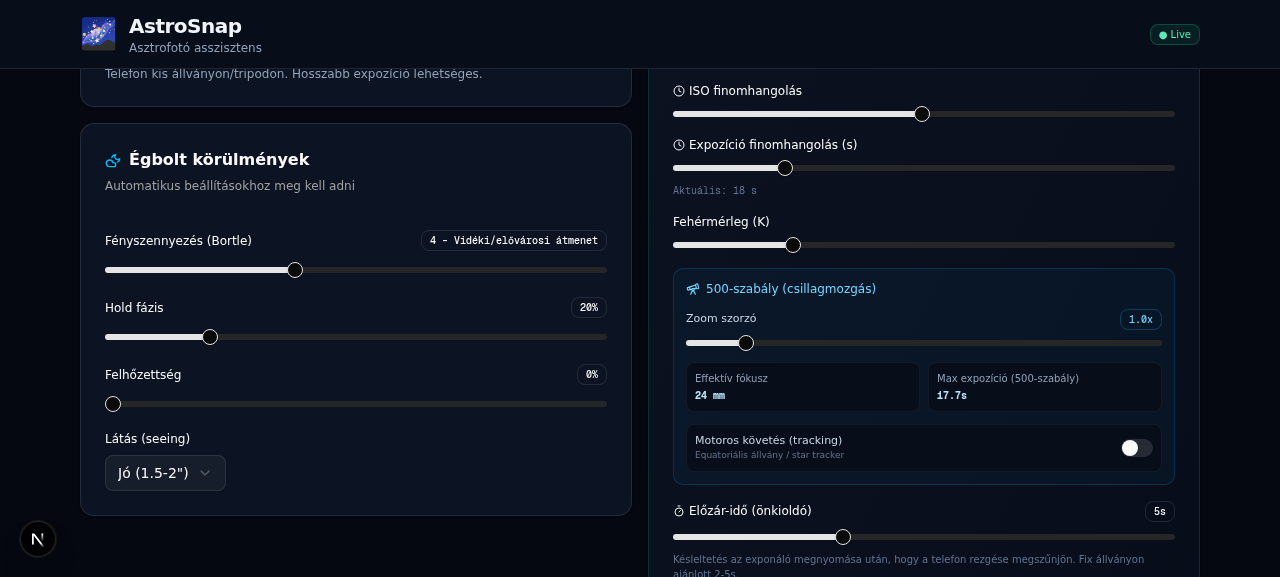 AstroSnap
Asztrofotó asszisztens
Live
Telefon kis állványon/tripodon. Hosszabb expozíció lehetséges.
Égbolt körülmények
Automatikus beállításokhoz meg kell adni
Fényszennyezés (Bortle)
4 - Vidéki/elővárosi átmenet
Hold fázis
20%
Felhőzettség
0%
Látás (seeing)
Jó (1.5-2")
N
ISO finomhangolás
Expozíció finomhangolás (s)
Aktuális: 18 s
Fehérmérleg (K)
500-szabály (csillagmozgás)
Zoom szorzó
1.0x
Effektív fókusz
24 mm
Max expozíció (500-szabály)
17.7s
Motoros követés (tracking)
Equatoriális állvány / star tracker
Előzár-idő (önkioldó)
5s
Késleltetés az exponáló megnyomása után, hogy a telefon rezgése megszűnjön. Fix állványon
ajánlott 2-5s.